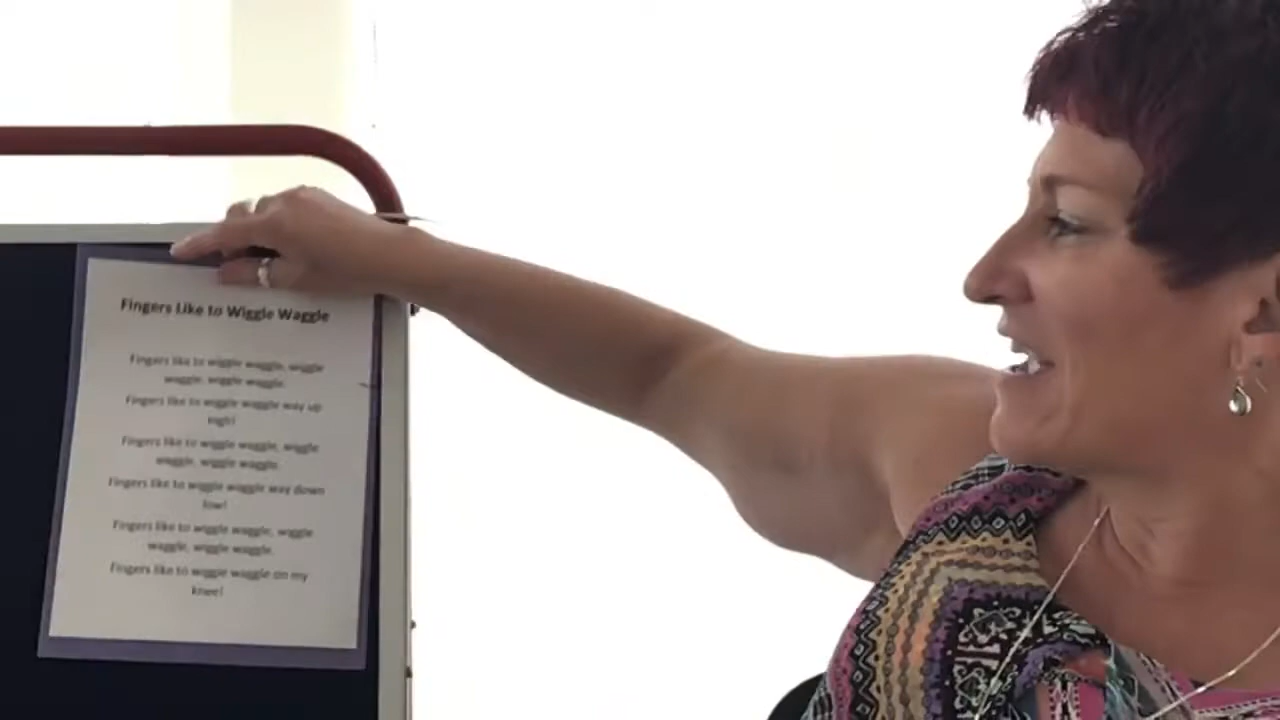 Fingers Like to Wiggle Waggle
Fingers like to wiggle waggle, wiggle
waggle, wiggle waggle.
Fingers like to wiggle waggle way up
high!
Fingers like to wiggle waggle, wiggle
waggle, wiggle waggle.
Fingers like to wiggle waggle way down
low!
Fingers like to wiggle waggle, wiggle
waggle, wiggle waggle.
Fingers like to wiggle waggle on my
knee!